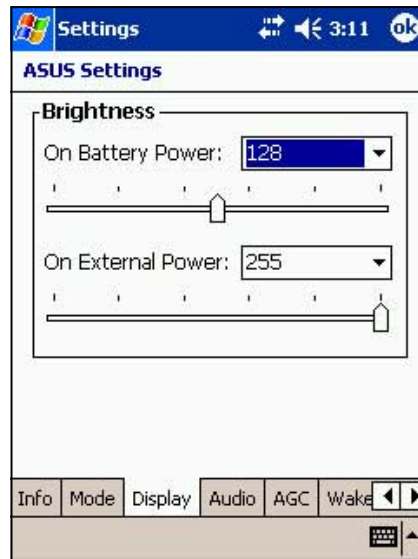 Settings 3:11 ok
ASUS Settings
Brightness
On Battery Power: 128
On External Power: 255
Info Mode Display Audio AGC Wake